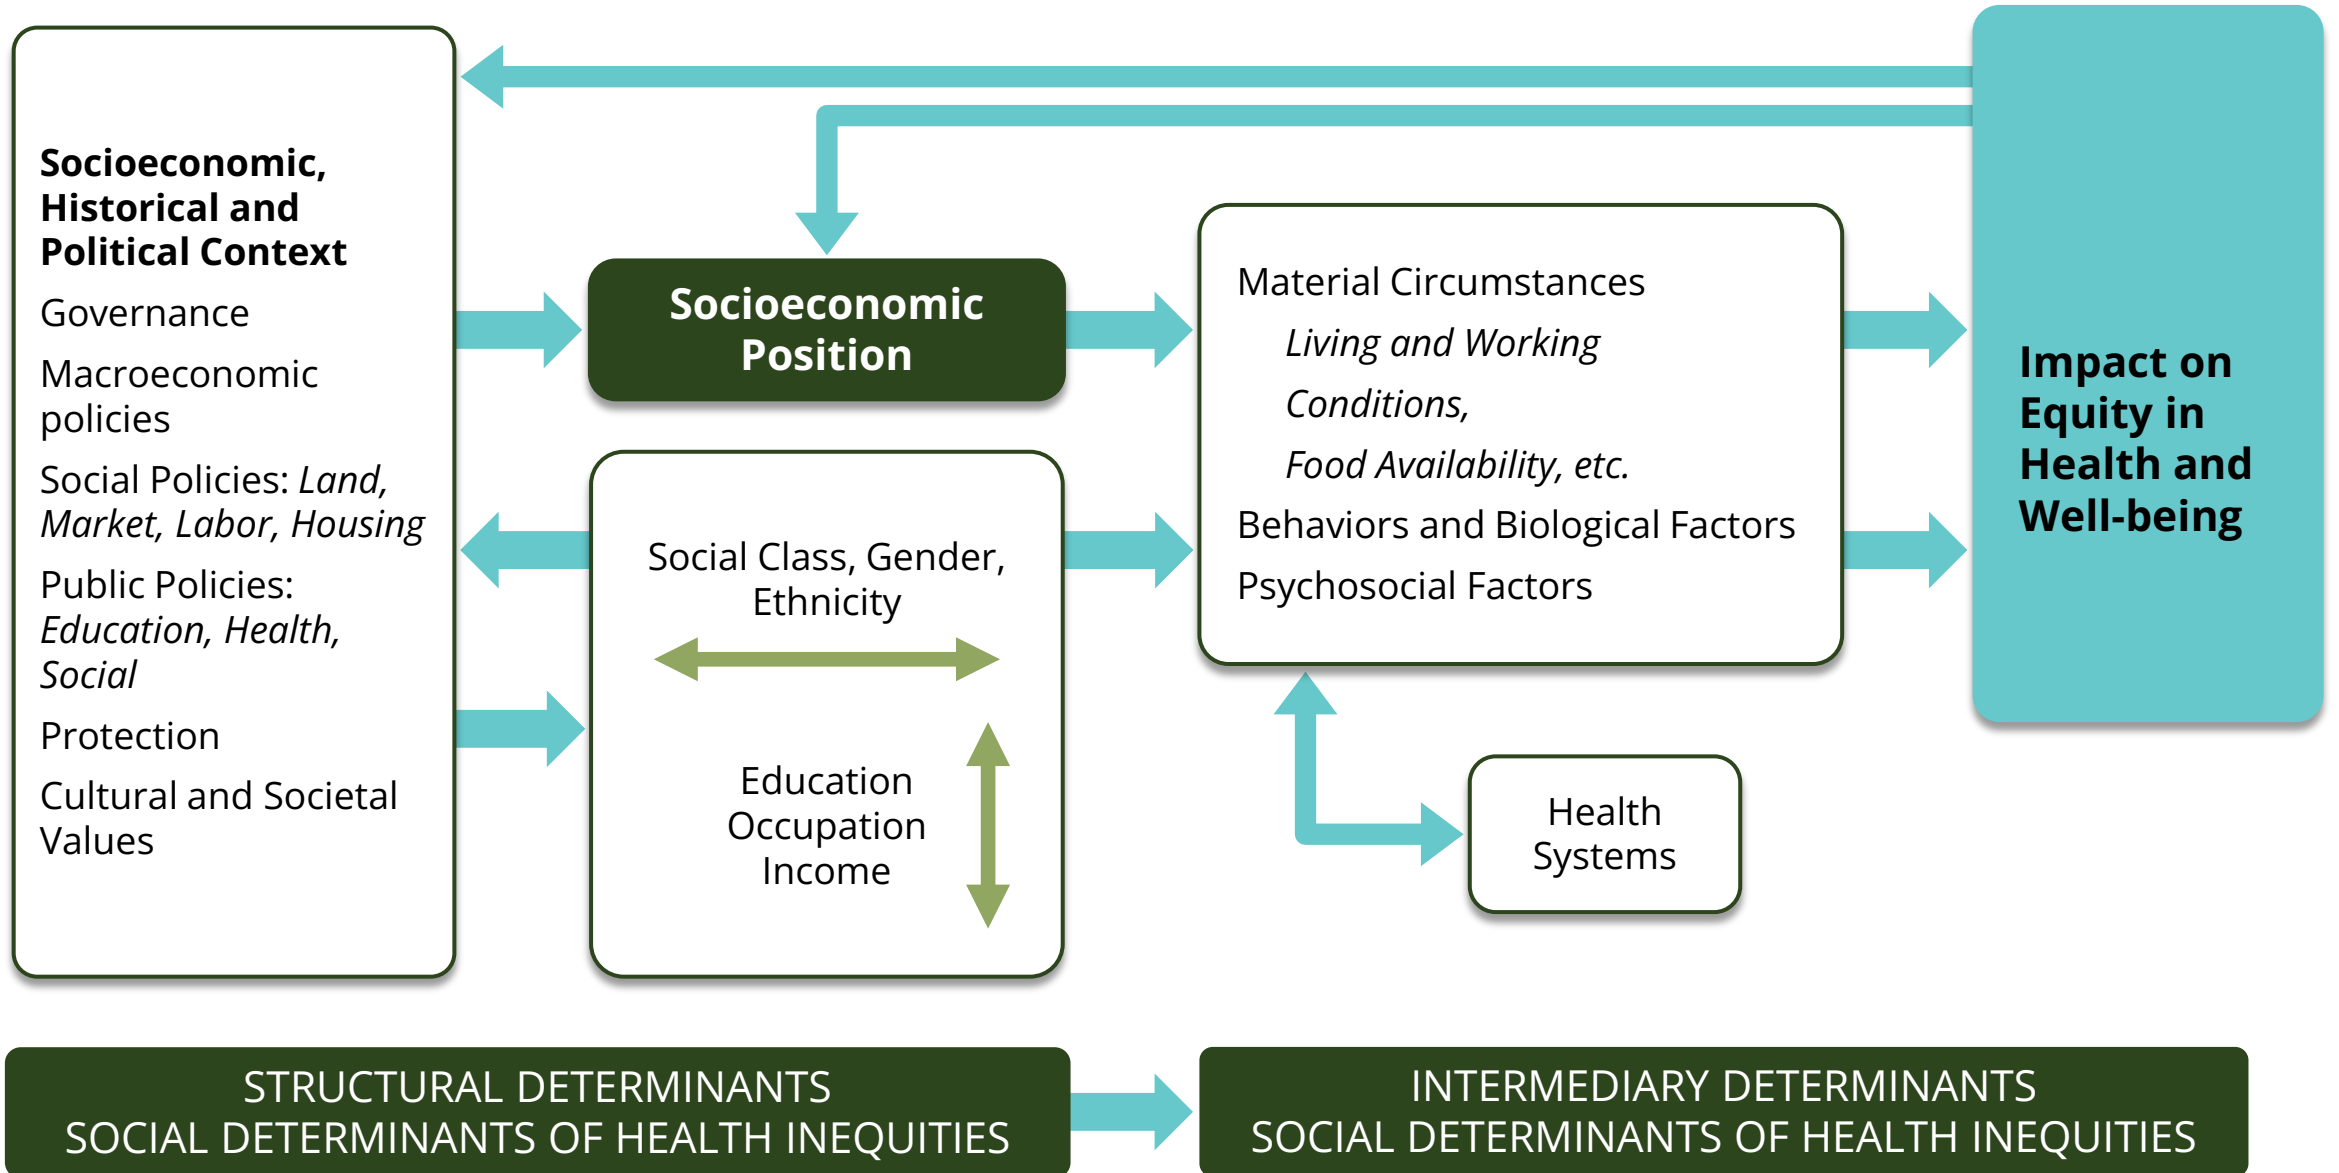 Socioeconomic,
Historical and
Political Context
Governance
Macroeconomic
policies
Social Policies: Land,
Market, Labor, Housing
Public Policies:
Education, Health,
Social
Protection
Cultural and Societal
Values
Socioeconomic
Position
Social Class, Gender,
Ethnicity
Education
Occupation
Income
Material Circumstances
Living and Working
Conditions,
Food Availability, etc.
Behaviors and Biological Factors
Psychosocial Factors
Health
Systems
Impact on
Equity in
Health and
Well-being
STRUCTURAL DETERMINANTS
SOCIAL DETERMINANTS OF HEALTH INEQUITIES
INTERMEDIARY DETERMINANTS
SOCIAL DETERMINANTS OF HEALTH INEQUITIES